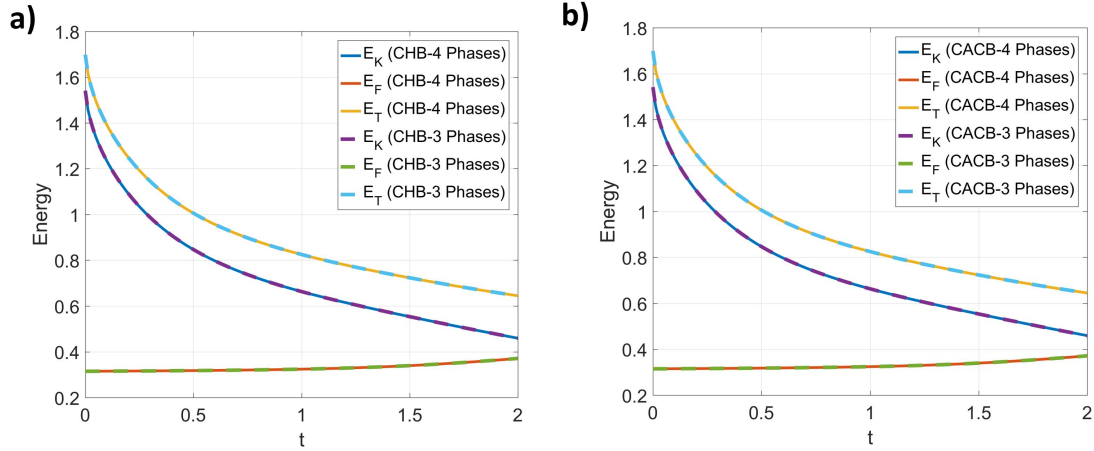 a)
1.8
1.6
1.4
1.2
1
0.8
0.6
0.4
0.2
Energy
0
0.5
1
1.5
2
t
E_K (CHB-4 Phases)
E_F (CHB-4 Phases)
E_T (CHB-4 Phases)
E_K (CHB-3 Phases)
E_F (CHB-3 Phases)
E_T (CHB-3 Phases)
b)
1.8
1.6
1.4
1.2
1
0.8
0.6
0.4
0.2
Energy
0
0.5
1
1.5
2
t
E_K (CACB-4 Phases)
E_F (CACB-4 Phases)
E_T (CACB-4 Phases)
E_K (CACB-3 Phases)
E_F (CACB-3 Phases)
E_T (CACB-3 Phases)